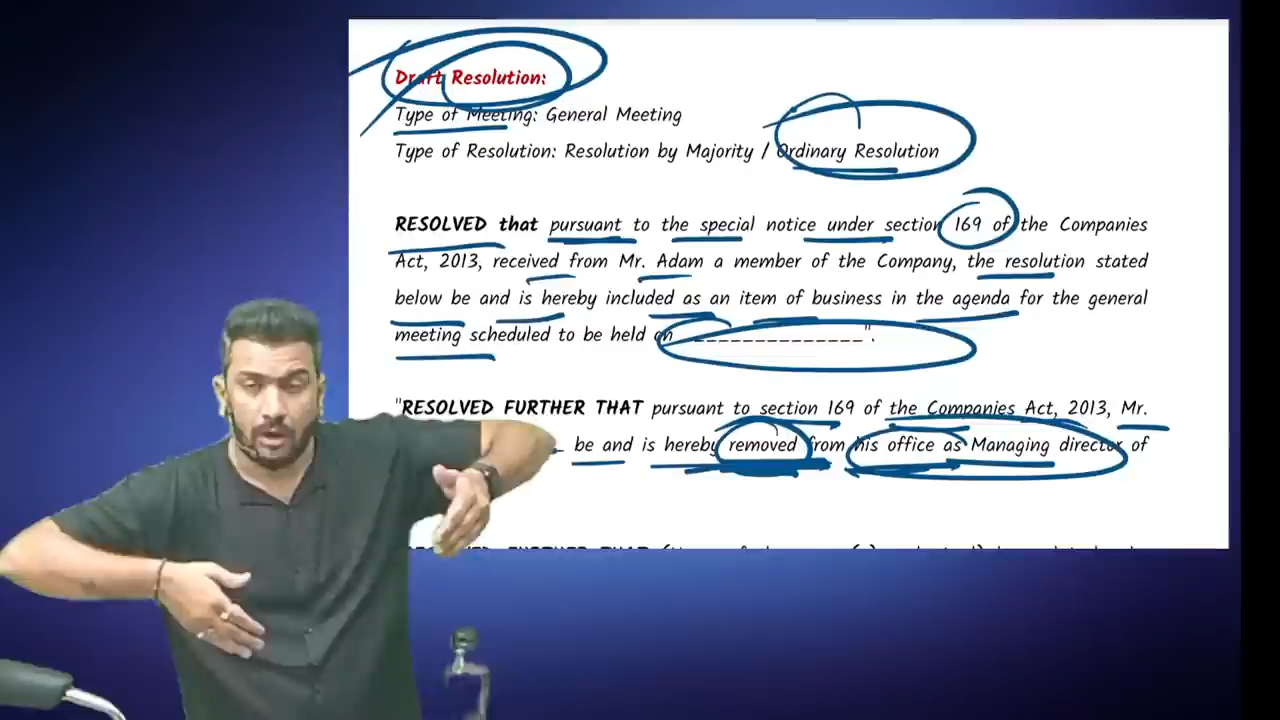 Draft Resolution:
Type of Meeting: General Meeting
Type of Resolution: Resolution by Majority / Ordinary Resolution
RESOLVED that pursuant to the special notice under section 169 of the Companies
Act, 2013, received from Mr. Adam a member of the Company, the resolution stated
below be and is hereby included as an item of business in the agenda for the general
meeting scheduled to be held on ______________".
"RESOLVED FURTHER THAT pursuant to section 169 of the Companies Act, 2013, Mr.
be and is hereby removed from his office as Managing director of